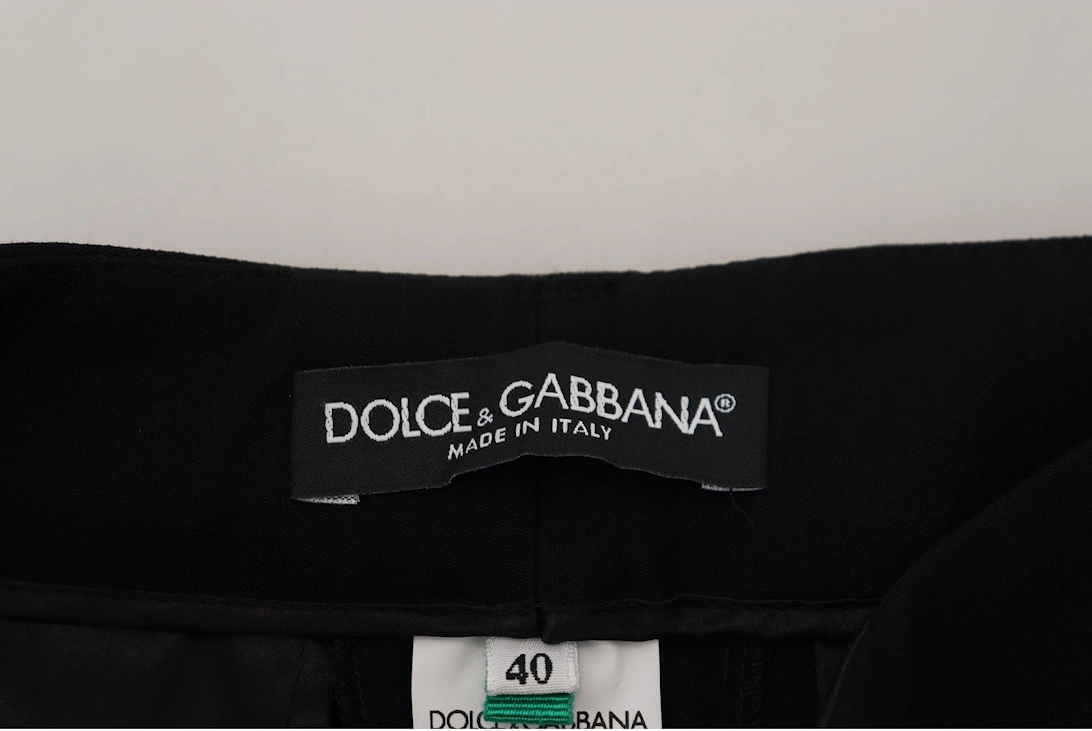 DOLCE & GABBANA®
MADE IN ITALY
40
DOLCE & GABBANA